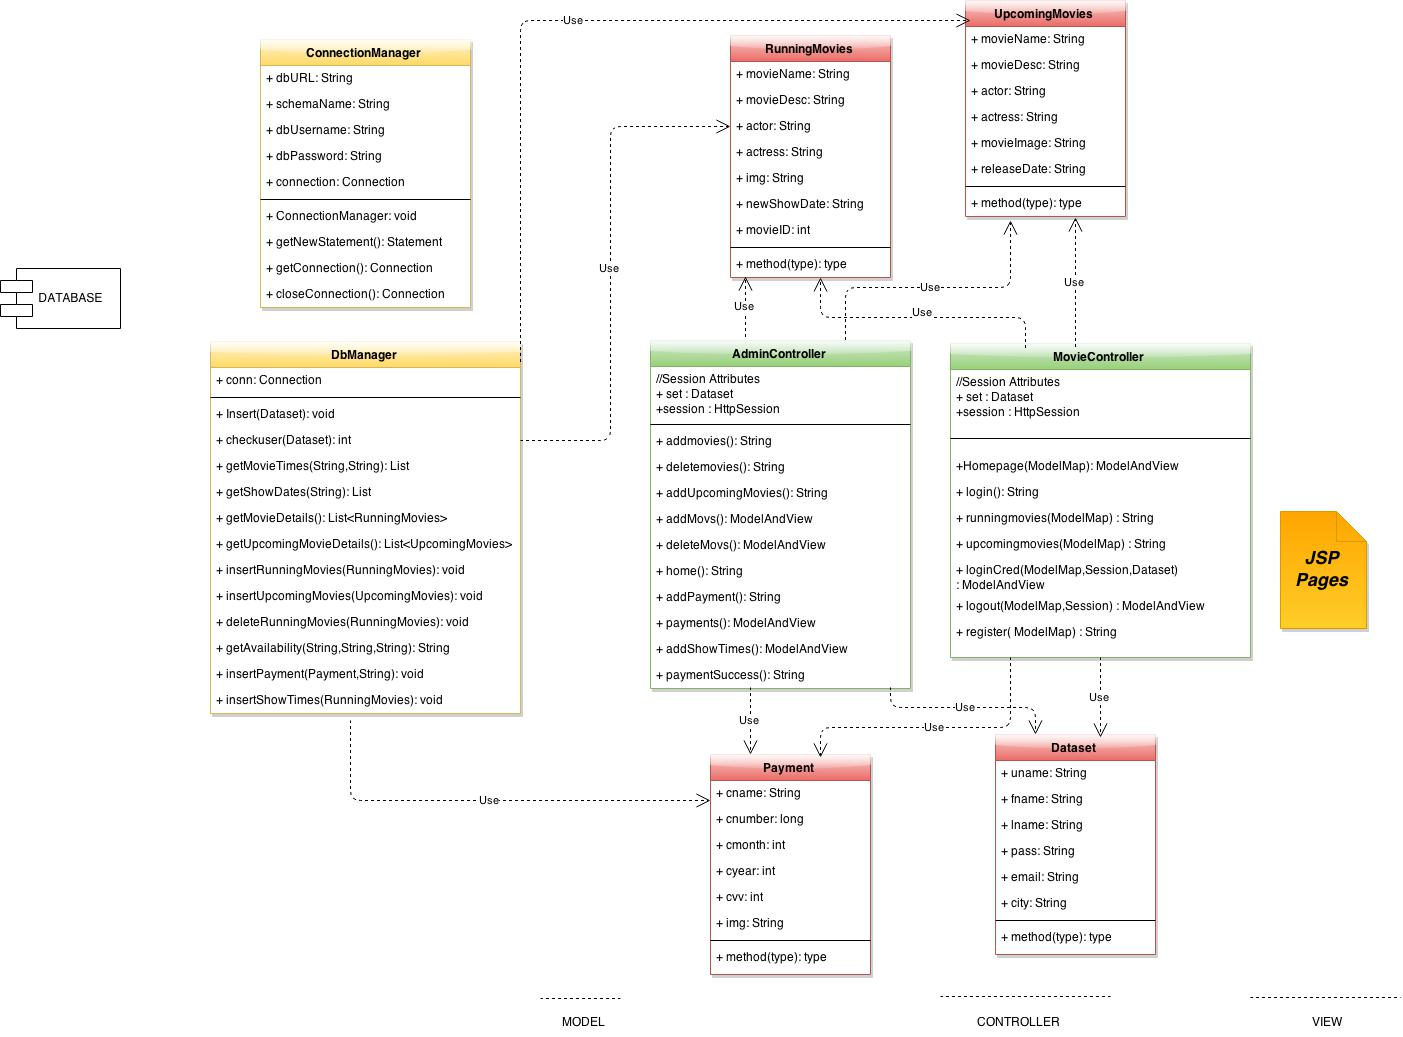 DATABASE
ConnectionManager
+ dbURL: String
+ schemaName: String
+ dbUsername: String
+ dbPassword: String
+ connection: Connection
+ ConnectionManager: void
+ getNewStatement(): Statement
+ getConnection(): Connection
+ closeConnection(): Connection
DbManager
+ conn: Connection
+ Insert(Dataset): void
+ checkuser(Dataset): int
+ getMovieTimes(String,String): List
+ getShowDates(String): List
+ getMovieDetails(): List<RunningMovies>
+ getUpcomingMovieDetails(): List<UpcomingMovies>
+ insertRunningMovies(RunningMovies): void
+ insertUpcomingMovies(UpcomingMovies): void
+ deleteRunningMovies(RunningMovies): void
+ getAvailability(String,String,String): String
+ insertPayment(Payment,String): void
+ insertShowTimes(RunningMovies): void
Use
Use
Use
RunningMovies
+ movieName: String
+ movieDesc: String
+ actor: String
+ actress: String
+ img: String
+ newShowDate: String
+ movieID: int
+ method(type): type
UpcomingMovies
+ movieName: String
+ movieDesc: String
+ actor: String
+ actress: String
+ movieImage: String
+ releaseDate: String
+ method(type): type
Use
Use
Use
Use
AdminController
//Session Attributes
+ set : Dataset
+session : HttpSession
+ addmovies(): String
+ deletemovies(): String
+ addUpcomingMovies(): String
+ addMovs(): ModelAndView
+ deleteMovs(): ModelAndView
+ home(): String
+ addPayment(): String
+ payments(): ModelAndView
+ addShowTimes(): ModelAndView
+ paymentSuccess(): String
MovieController
//Session Attributes
+ set : Dataset
+session : HttpSession
+Homepage(ModelMap): ModelAndView
+ login(): String
+ runningmovies(ModelMap) : String
+ upcomingmovies(ModelMap) : String
+ loginCred(ModelMap,Session,Dataset)
: ModelAndView
+ logout(ModelMap,Session) : ModelAndView
+ register( ModelMap) : String
JSP
Pages
Use
Use
Use
Use
Payment
+ cname: String
+ cnumber: long
+ cmonth: int
+ cyear: int
+ cvv: int
+ img: String
+ method(type): type
Dataset
+ uname: String
+ fname: String
+ lname: String
+ pass: String
+ email: String
+ city: String
+ method(type): type
MODEL
CONTROLLER
VIEW